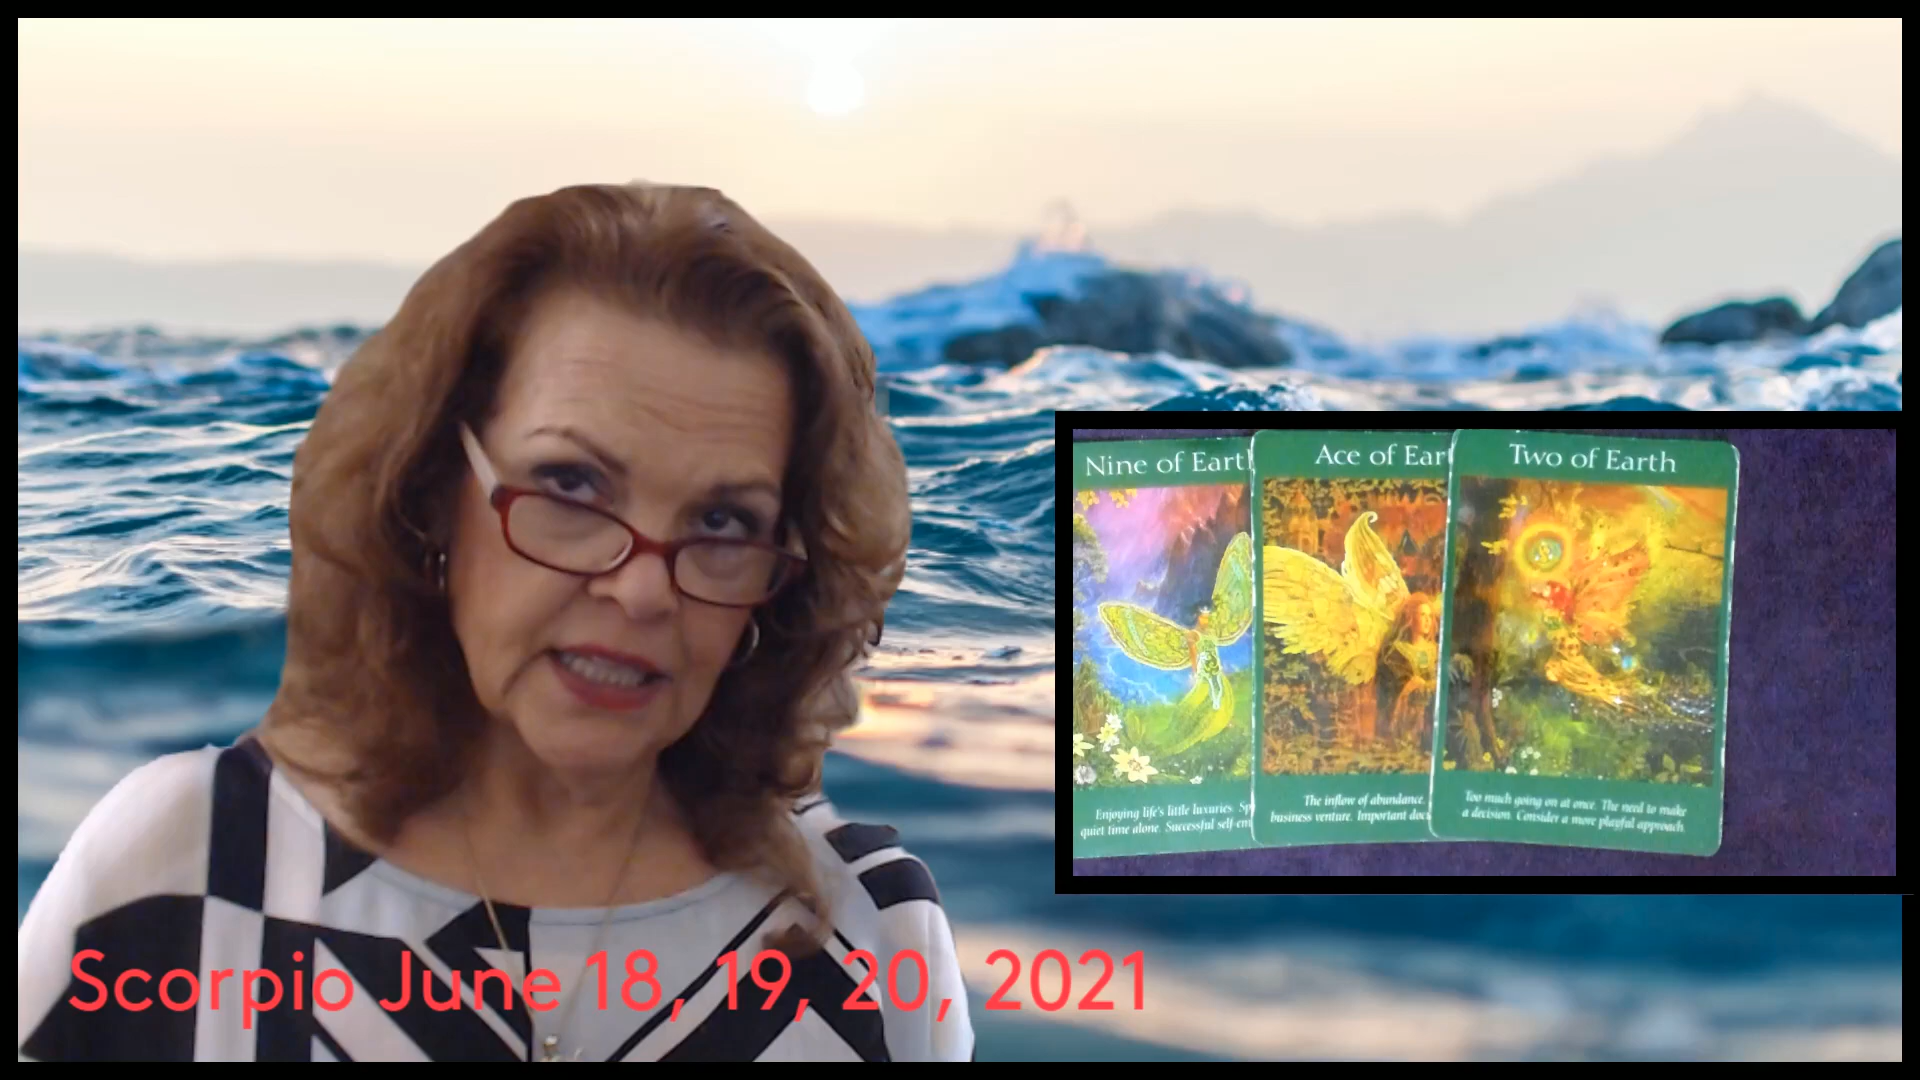 Nine of Eart
Ace of Ear
Two of Earth
Enjoying life's little luxuries. Sp
quiet time alone. Successful self-em
The inflow of abundance.
business venture. Important doc
Too much going on at once. The need to make
a decision. Consider a more playful approach.
Scorpio June 18, 19, 20, 2021